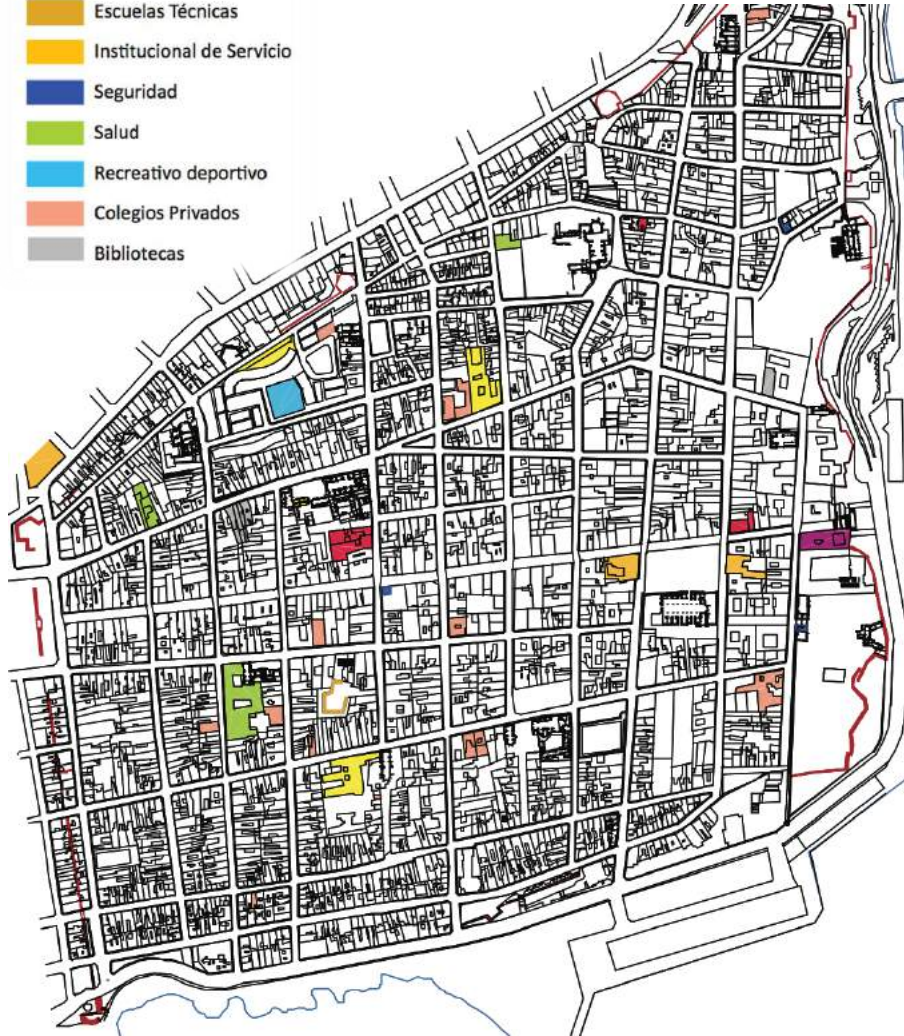 Escuelas Técnicas
Institucional de Servicio
Seguridad
Salud
Recreativo deportivo
Colegios Privados
Bibliotecas